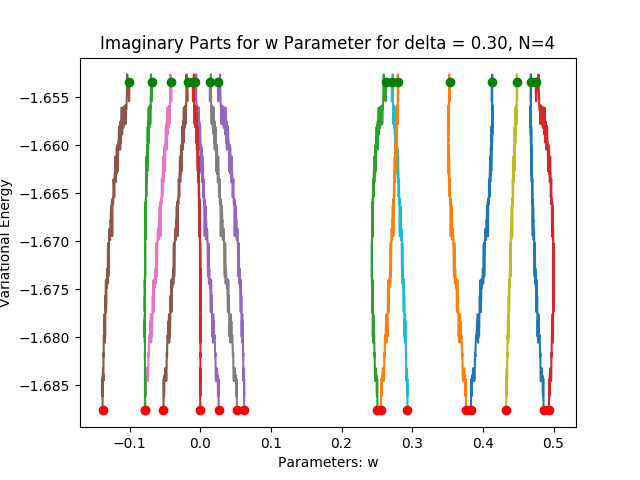 Imaginary Parts for w Parameter for delta = 0.30, N=4
Variational Energy
−1.655
−1.660
−1.665
−1.670
−1.675
−1.680
−1.685
−0.1 0.0 0.1 0.2 0.3 0.4 0.5
Parameters: w